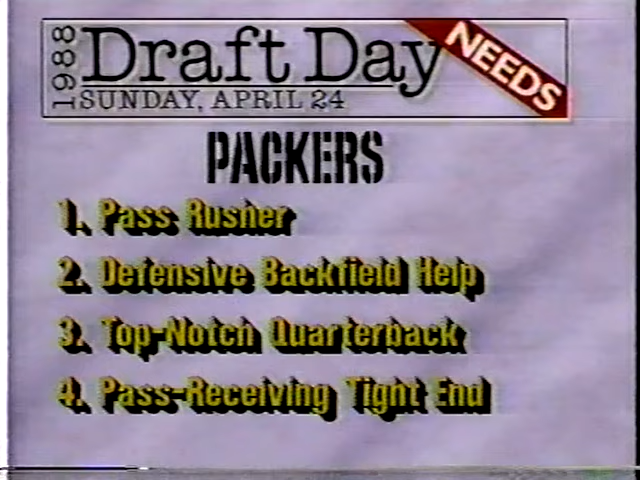 1988
Draft Day
NEEDS
SUNDAY, APRIL 24
PACKERS
1. Pass Rusher
2. Defensive Backfield Help
3. Top-Notch Quarterback
4. Pass-Receiving Tight End